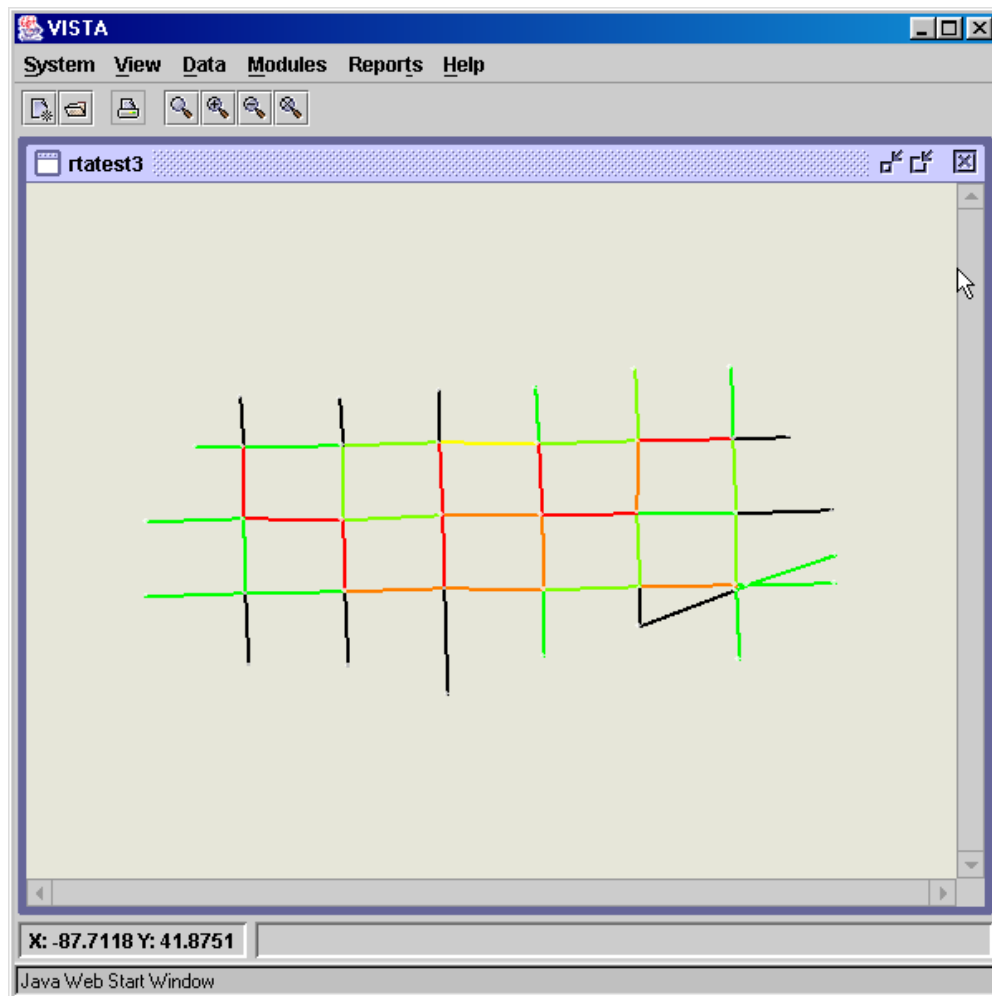 VISTA
System View Data Modules Reports Help
rtatest3
X: -87.7118 Y: 41.8751
Java Web Start Window